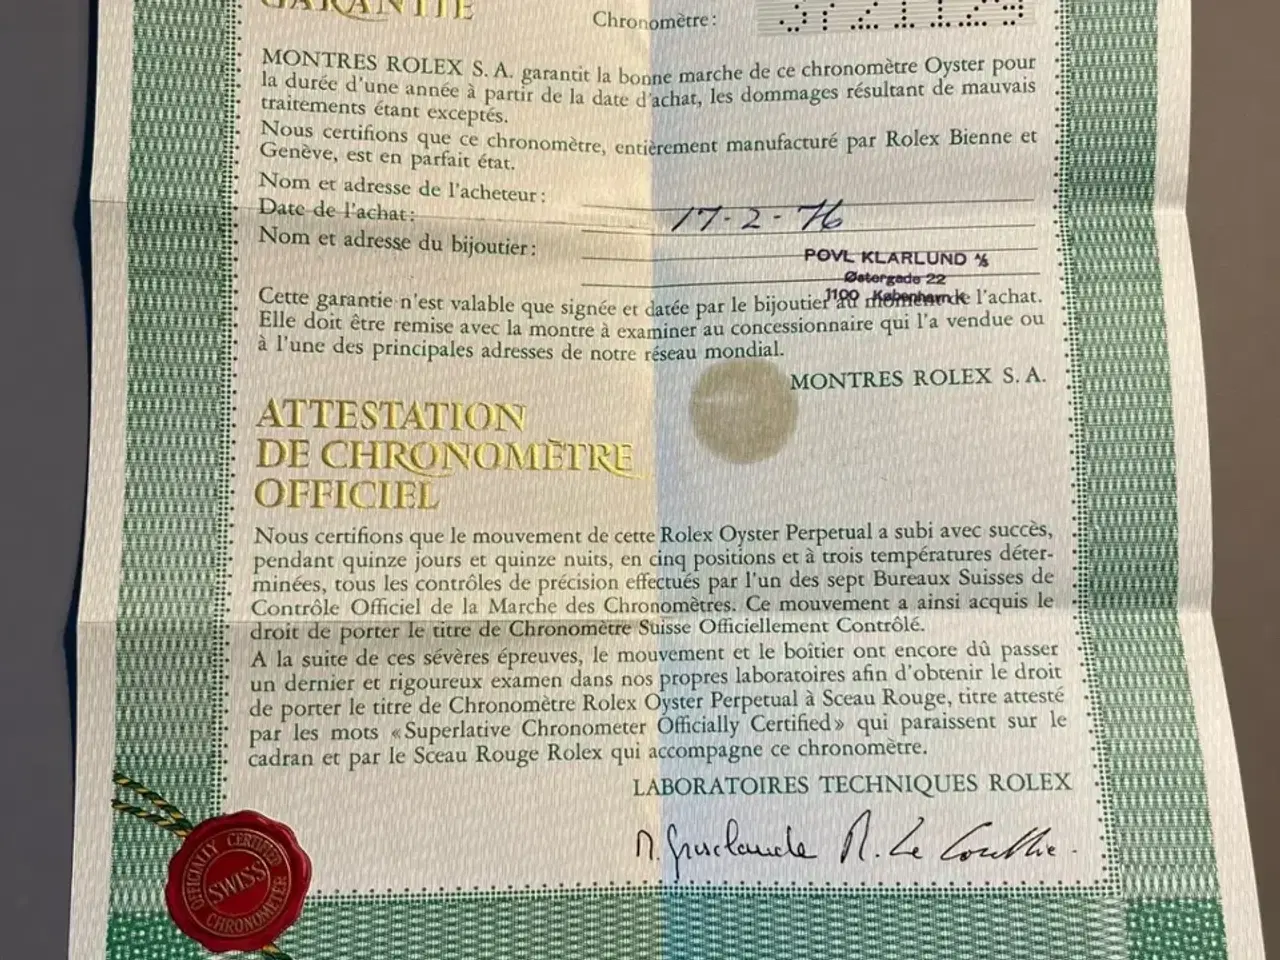 GARANTIE
Chronomètre:
MONTRES ROLEX S. A. garantit la bonne marche de ce chronomètre Oyster pour
la durée d'une année à partir de la date d'achat, les dommages résultant de mauvais
traitements étant exceptés.
Nous certifions que ce chronomètre, entièrement manufacturé par Rolex Bienne et
Genève, est en parfait état.
Nom et adresse de l'acheteur:
Date de l'achat: 17-2-76
Nom et adresse du bijoutier:
POVL KLARLUND A/S
Østergade 22
1100 København K
Cette garantie n'est valable que signée et datée par le bijoutier au moment de l'achat.
Elle doit être remise avec la montre à examiner au concessionnaire qui l'a vendue ou
à l'une des principales adresses de notre réseau mondial.
MONTRES ROLEX S. A.
ATTESTATION
DE CHRONOMÈTRE
OFFICIEL
Nous certifions que le mouvement de cette Rolex Oyster Perpetual a subi avec succès,
pendant quinze jours et quinze nuits, en cinq positions et à trois températures déter-
minées, tous les contrôles de précision effectués par l'un des sept Bureaux Suisses de
Contrôle Officiel de la Marche des Chronomètres. Ce mouvement a ainsi acquis le
droit de porter le titre de Chronomètre Suisse Officiellement Contrôlé.
A la suite de ces sévères épreuves, le mouvement et le boîtier ont encore dû passer
un dernier et rigoureux examen dans nos propres laboratoires afin d'obtenir le droit
de porter le titre de Chronomètre Rolex Oyster Perpetual à Sceau Rouge, titre attesté
par les mots «Superlative Chronometer Officially Certified» qui paraissent sur le
cadran et par le Sceau Rouge Rolex qui accompagne ce chronomètre.
LABORATOIRES TECHNIQUES ROLEX
OFFICIALLY CERTIFIED
SWISS
CHRONOMETER